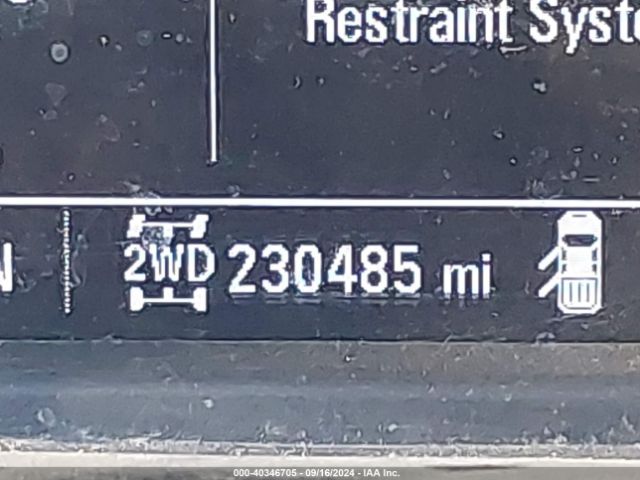 Restraint Syste
N 2WD 230485 mi
000-40346705 - 09/16/2024 - IAA Inc.